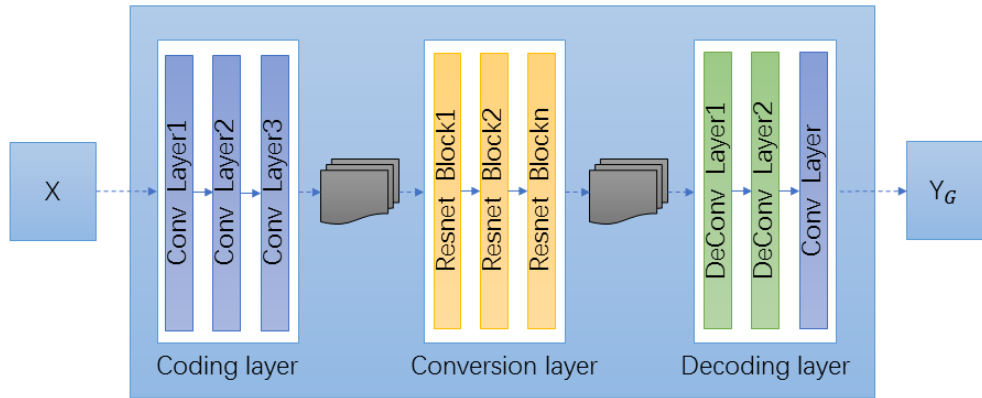 X
Conv Layer1
Conv Layer2
Conv Layer3
Coding layer
Resnet Block1
Resnet Block2
Resnet Blockn
Conversion layer
DeConv Layer1
DeConv Layer2
Conv Layer
Decoding layer
Y_G